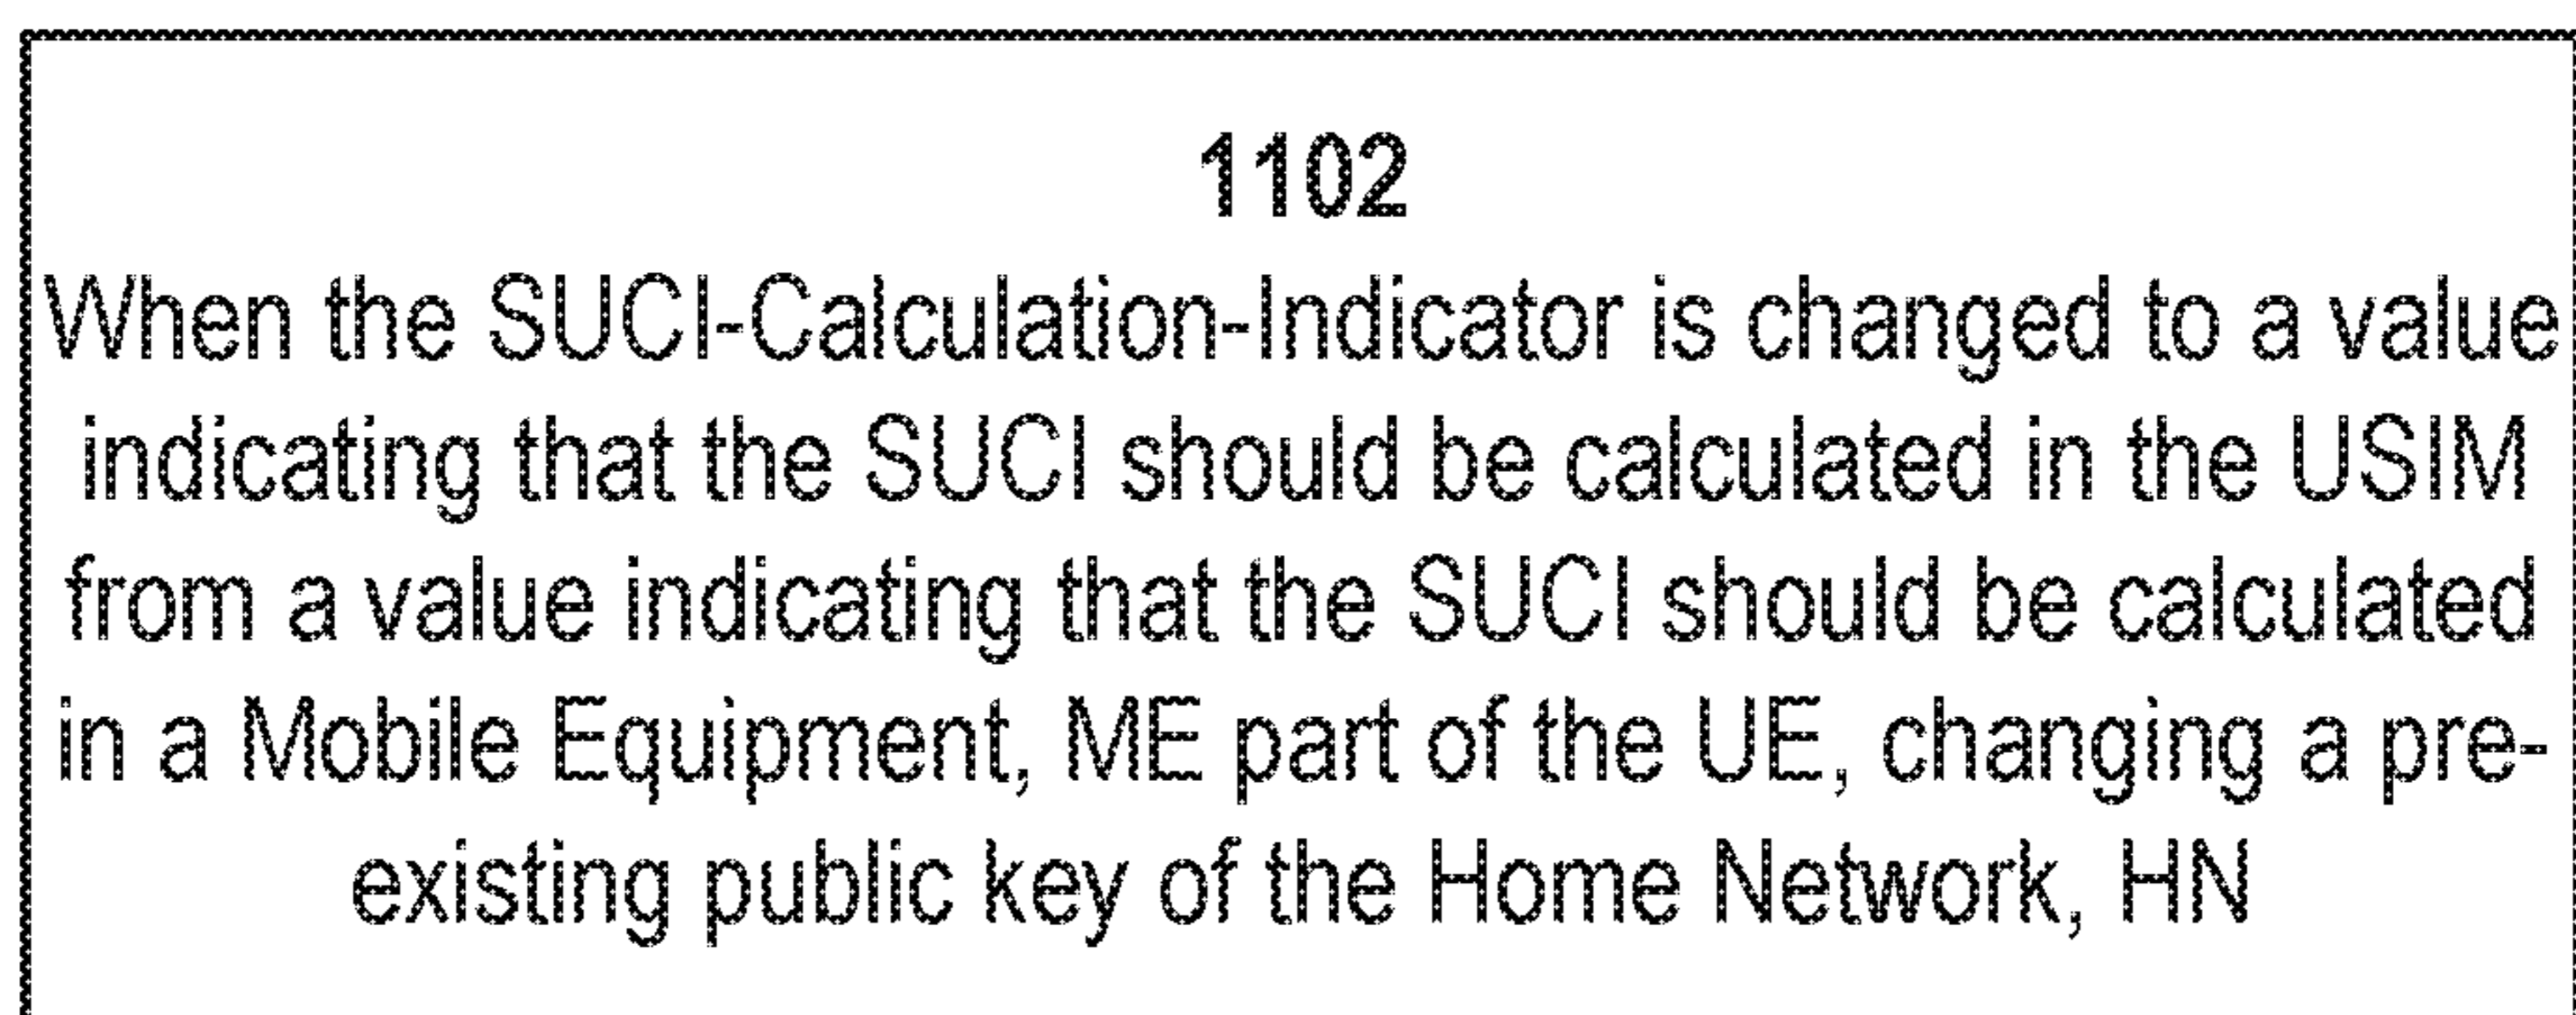 1102
When the SUCI-Calculation-Indicator is changed to a value
indicating that the SUCI should be calculated in the USIM
from a value indicating that the SUCI should be calculated
in a Mobile Equipment, ME part of the UE, changing a pre-
existing public key of the Home Network, HN